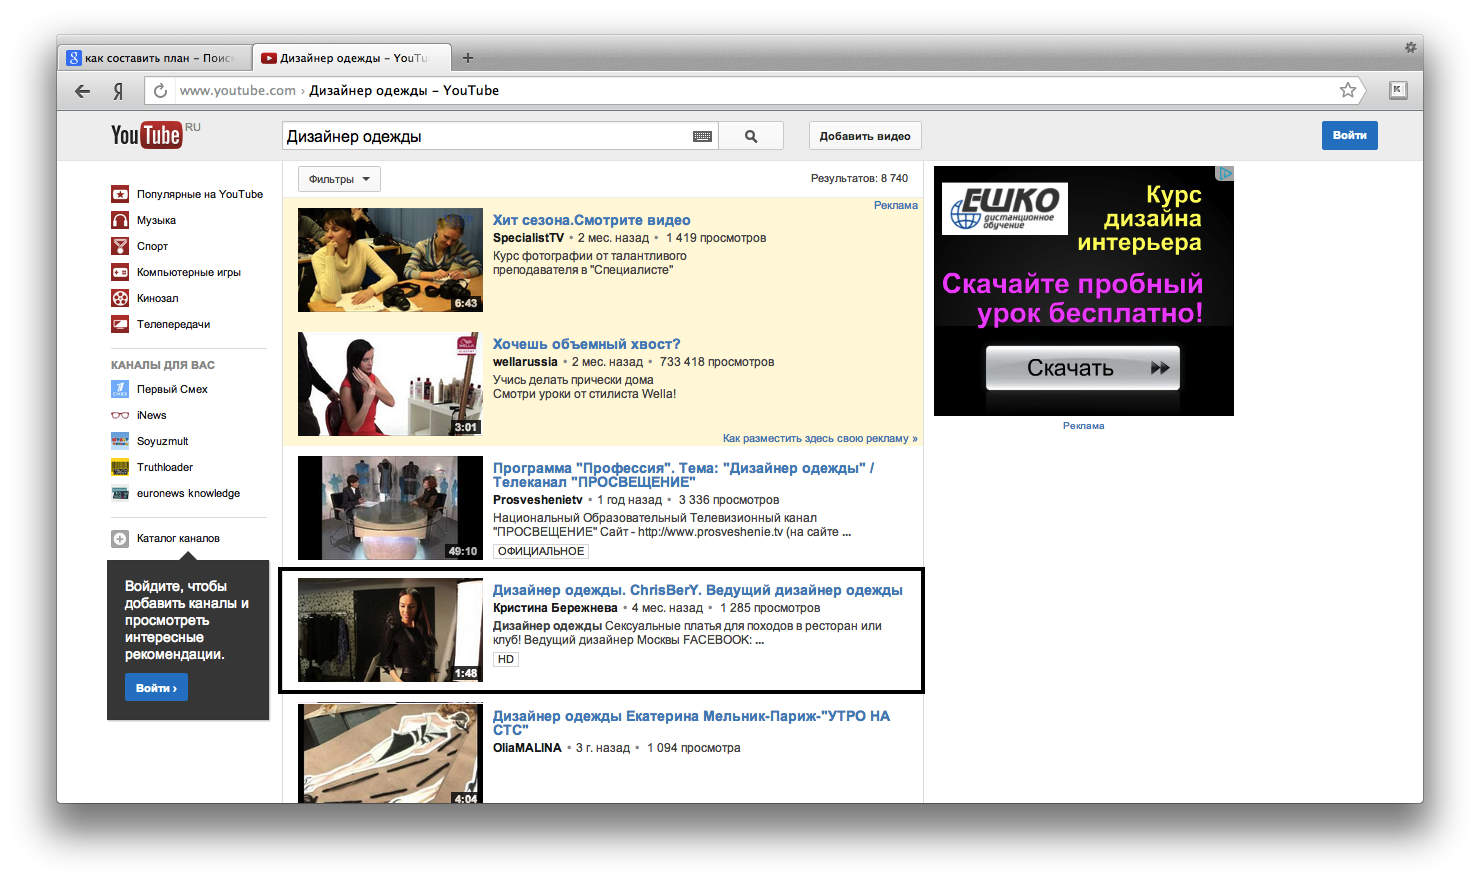 как составить план – Поиск
Дизайнер одежды – YouTu
Я
www.youtube.com › Дизайнер одежды – YouTube
YouTube RU
Дизайнер одежды
Добавить видео
Войти
Популярные на YouTube
Музыка
Спорт
Компьютерные игры
Кинозал
Телепередачи
КАНАЛЫ ДЛЯ ВАС
Первый Смех
iNews
Soyuzmult
Truthloader
euronews knowledge
Каталог каналов
Войдите, чтобы
добавить каналы и
просмотреть
интересные
рекомендации.
Войти ›
Фильтры
Результатов: 8 740
Реклама
Хит сезона.Смотрите видео
SpecialistTV • 2 мес. назад • 1 419 просмотров
Курс фотографии от талантливого
преподавателя в "Специалисте"
6:43
Хочешь объемный хвост?
wellarussia • 2 мес. назад • 733 418 просмотров
Учись делать прически дома
Смотри уроки от стилиста Wella!
WELLA
3:01
Как разместить здесь свою рекламу »
Программа "Профессия". Тема: "Дизайнер одежды" /
Телеканал "ПРОСВЕЩЕНИЕ"
Prosveshenietv • 1 год назад • 3 336 просмотров
Национальный Образовательный Телевизионный канал
"ПРОСВЕЩЕНИЕ" Сайт - http://www.prosveshenie.tv (на сайте ...
ОФИЦИАЛЬНОЕ
49:10
Дизайнер одежды. ChrisBerY. Ведущий дизайнер одежды
Кристина Бережнева • 4 мес. назад • 1 285 просмотров
Дизайнер одежды Сексуальные платья для походов в ресторан или
клуб! Ведущий дизайнер Москвы FACEBOOK: ...
HD
1:48
Дизайнер одежды Екатерина Мельник-Париж-"УТРО НА
СТС"
OliaMALINA • 3 г. назад • 1 094 просмотра
4:04
ЕШКО
дистанционное
обучение
Курс
дизайна
интерьера
Скачайте пробный
урок бесплатно!
Скачать
Реклама